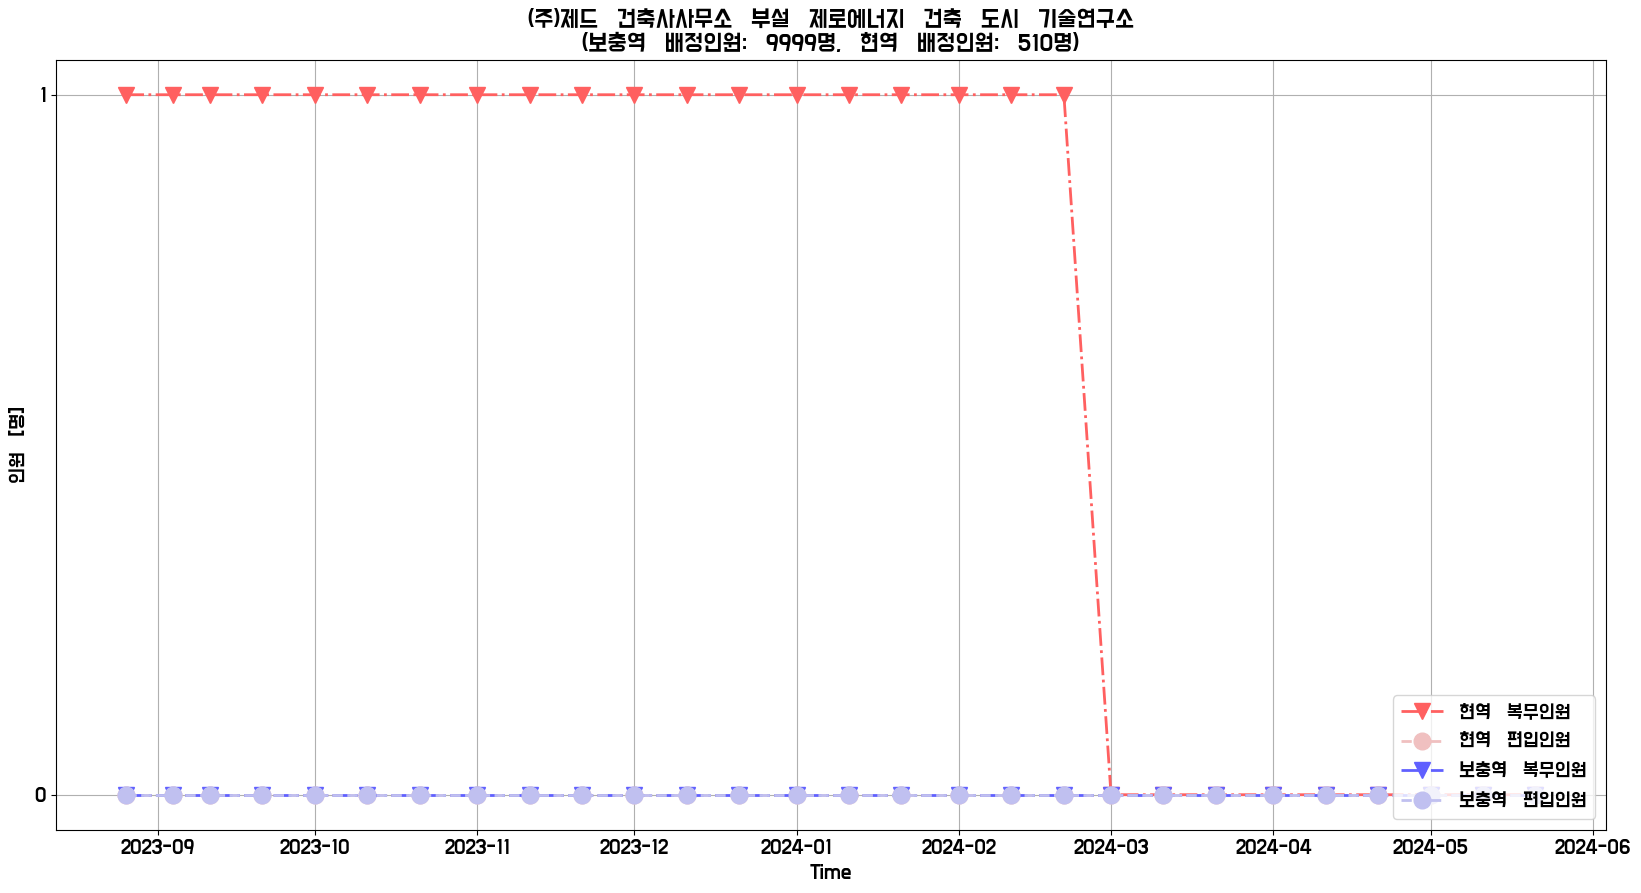 (주)제드 건축사사무소 부설 제로에너지 건축 도시 기술연구소
(보충역 배정인원: 9999명, 현역 배정인원: 510명)
1
0
인원 [명]
현역 복무인원
현역 편입인원
보충역 복무인원
보충역 편입인원
2023-09 2023-10 2023-11 2023-12 2024-01 2024-02 2024-03 2024-04 2024-05 2024-06
Time